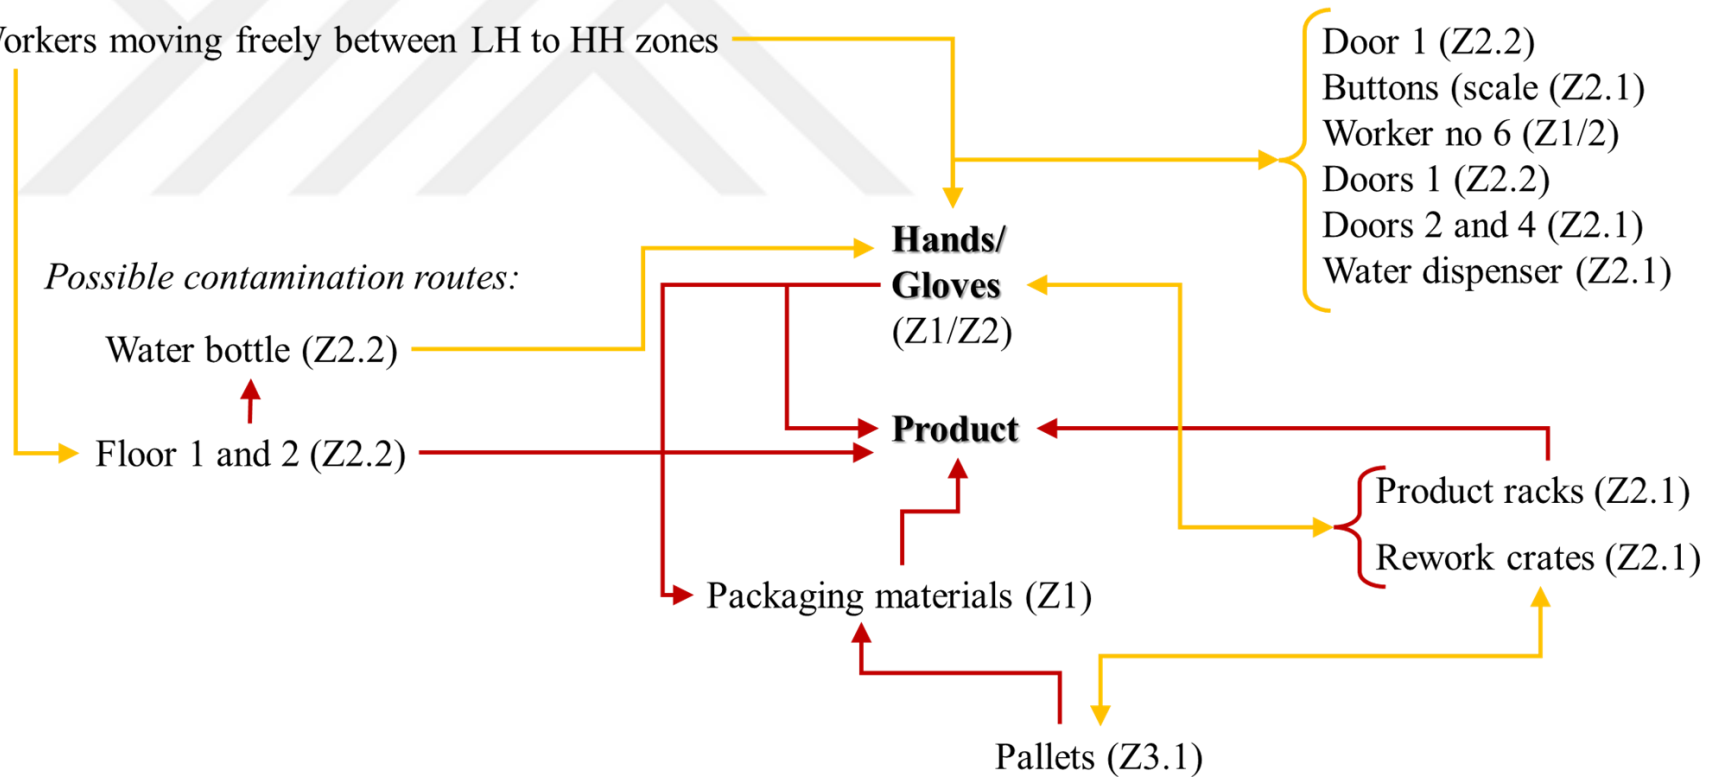 orkers moving freely between LH to HH zones
Door 1 (Z2.2)
Buttons (scale (Z2.1)
Worker no 6 (Z1/2)
Doors 1 (Z2.2)
Doors 2 and 4 (Z2.1)
Water dispenser (Z2.1)
Hands/
Gloves
(Z1/Z2)
Possible contamination routes:
Water bottle (Z2.2)
Floor 1 and 2 (Z2.2)
Product
Product racks (Z2.1)
Rework crates (Z2.1)
Packaging materials (Z1)
Pallets (Z3.1)